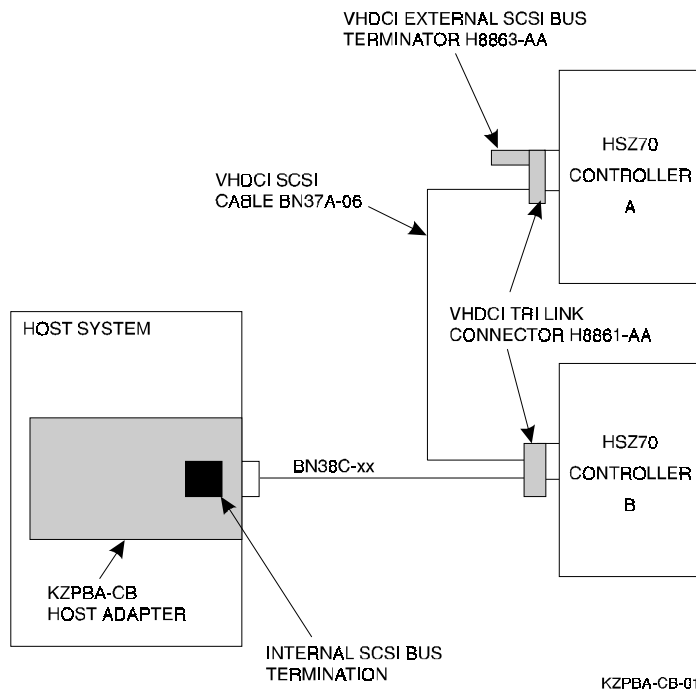 VHDCI EXTERNAL SCSI BUS
TERMINATOR H8863-AA
HSZ70
CONTROLLER
A
VHDCI SCSI
CABLE BN37A-06
VHDCI TRI LINK
CONNECTOR H8861-AA
HOST SYSTEM
HSZ70
CONTROLLER
B
BN38C-xx
KZPBA-CB
HOST ADAPTER
INTERNAL SCSI BUS
TERMINATION
KZPBA-CB-01